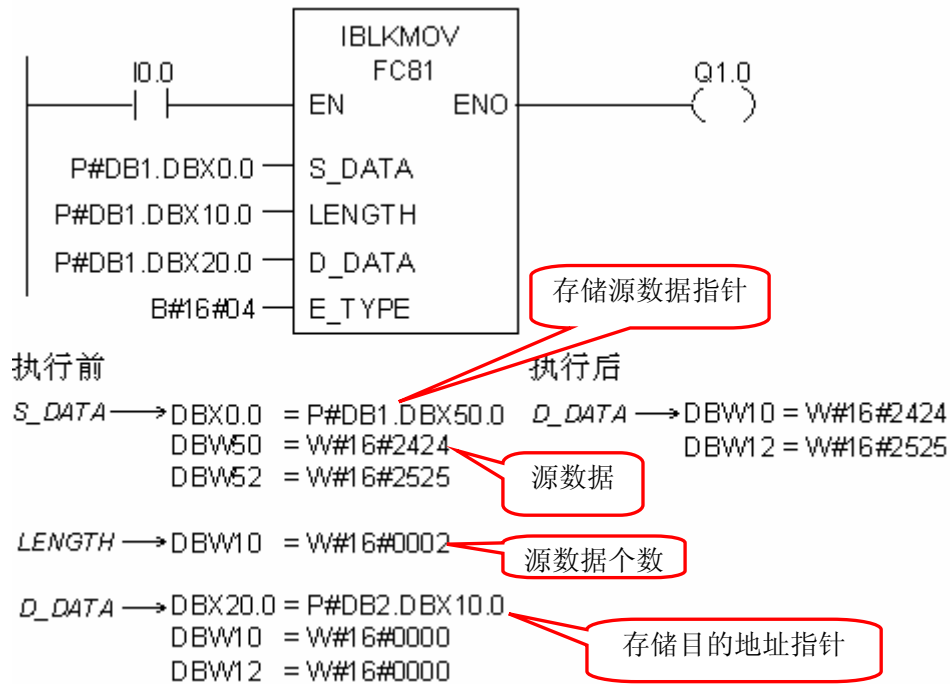 IBLKMOV
FC81
I0.0
Q1.0
EN
ENO
P#DB1.DBX0.0
S_DATA
P#DB1.DBX10.0
LENGTH
P#DB1.DBX20.0
D_DATA
B#16#04
E_TYPE
存储源数据指针
执行前
执行后
S_DATA
DBX0.0 = P#DB1.DBX50.0
D_DATA
DBW10 = W#16#2424
DBW50 = W#16#2424
DBW12 = W#16#2525
DBW52 = W#16#2525
源数据
LENGTH
DBW10 = W#16#0002
源数据个数
D_DATA
DBX20.0 = P#DB2.DBX10.0
DBW10 = W#16#0000
DBW12 = W#16#0000
存储目的地址指针